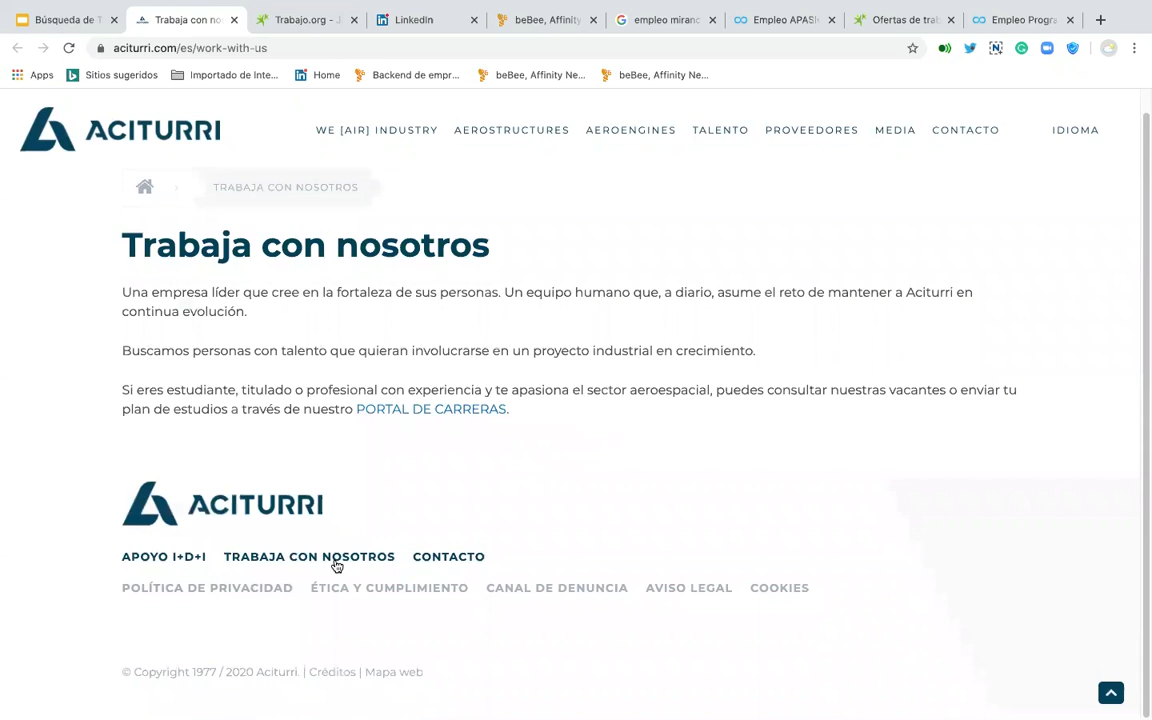 Búsqueda de T
Trabaja con no
Trabajo.org - J
LinkedIn
beBee, Affinity
empleo miranc
Empleo APASI
Ofertas de trab
Empleo Progra
aciturri.com/es/work-with-us
Apps
Sitios sugeridos
Importado de Inte...
Home
Backend de empr...
beBee, Affinity Ne...
beBee, Affinity Ne...
ACITURRI
WE [AIR] INDUSTRY
AEROSTRUCTURES
AEROENGINES
TALENTO
PROVEEDORES
MEDIA
CONTACTO
IDIOMA
TRABAJA CON NOSOTROS
Trabaja con nosotros
Una empresa líder que cree en la fortaleza de sus personas. Un equipo humano que, a diario, asume el reto de mantener a Aciturri en
continua evolución.
Buscamos personas con talento que quieran involucrarse en un proyecto industrial en crecimiento.
Si eres estudiante, titulado o profesional con experiencia y te apasiona el sector aeroespacial, puedes consultar nuestras vacantes o enviar tu
plan de estudios a través de nuestro PORTAL DE CARRERAS.
ACITURRI
APOYO I+D+I
TRABAJA CON NOSOTROS
CONTACTO
POLÍTICA DE PRIVACIDAD
ÉTICA Y CUMPLIMIENTO
CANAL DE DENUNCIA
AVISO LEGAL
COOKIES
© Copyright 1977 / 2020 Aciturri. | Créditos | Mapa web